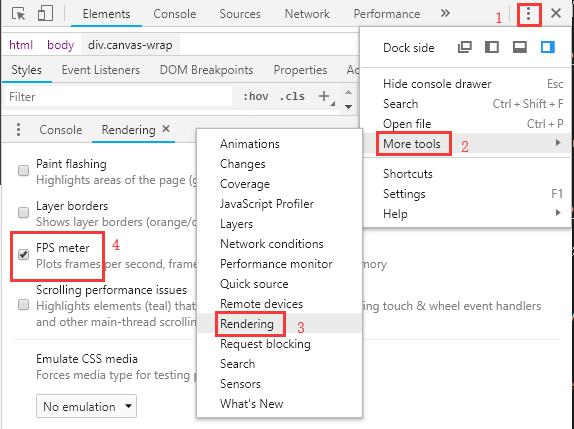 Elements Console Sources Network Performance » 1
html body div.canvas-wrap
Styles Event Listeners DOM Breakpoints Properties
Filter :hov .cls +
Console Rendering ×
Paint flashing
Highlights areas of the page (g
Layer borders
Shows layer borders (orange/o
FPS meter 4
Plots frames per second, frame
mory
Scrolling performance issues
Highlights elements (teal) that
ing touch & wheel event handlers
and other main-thread scrollin
Emulate CSS media
Forces media type for testing p
No emulation
Dock side
Hide console drawer Esc
Search Ctrl + Shift + F
Open file Ctrl + P
More tools 2
Shortcuts
Settings F1
Help
Animations
Changes
Coverage
JavaScript Profiler
Layers
Network conditions
Performance monitor
Quick source
Remote devices
Rendering 3
Request blocking
Search
Sensors
What's New